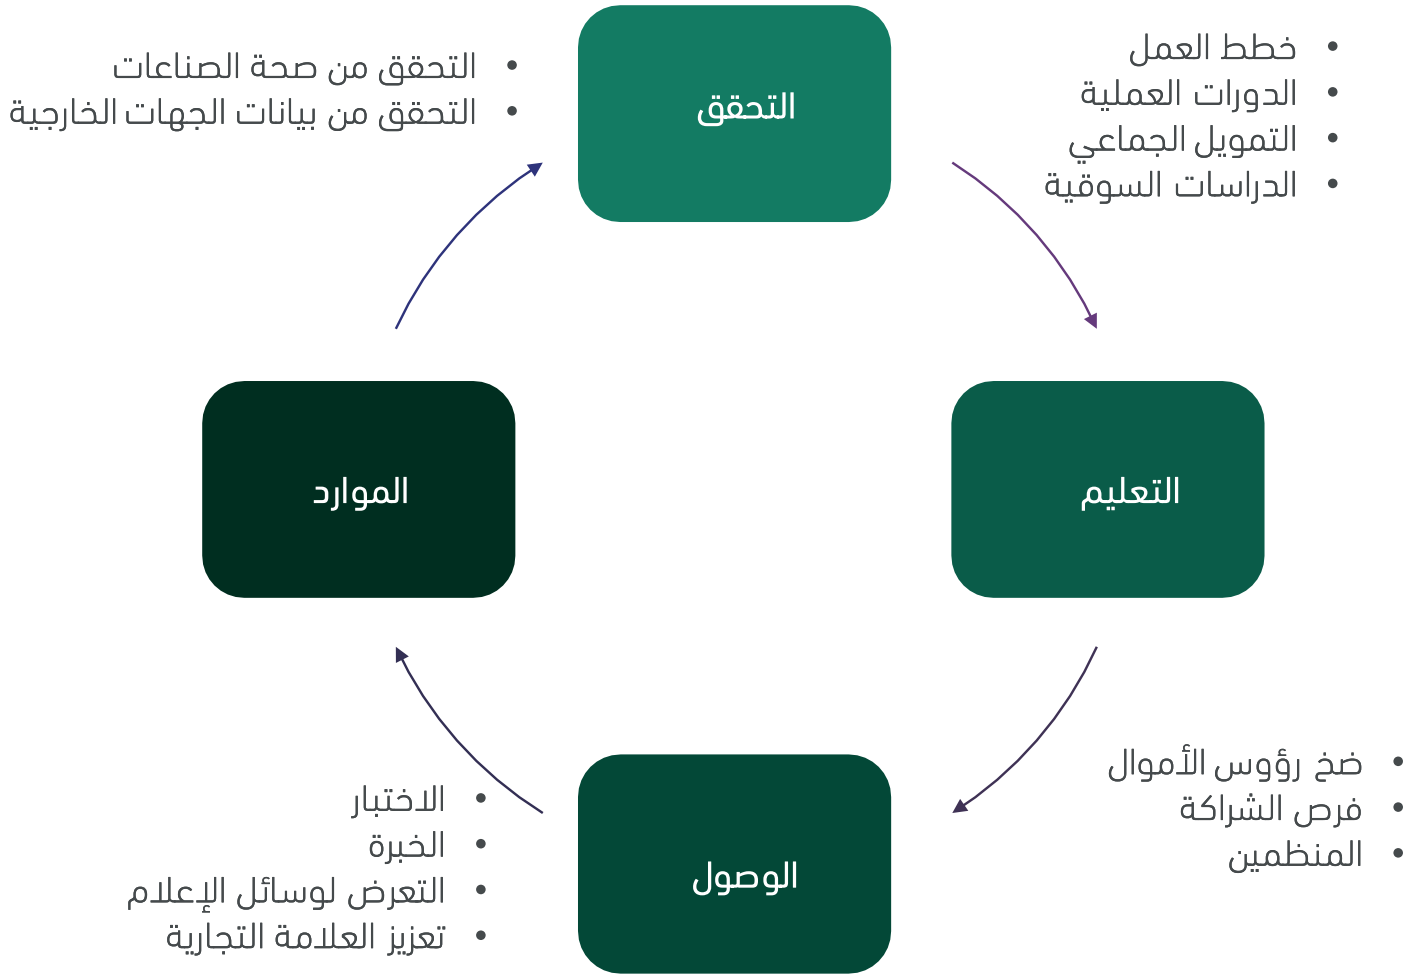 التحقق
• خطط العمل
• الدورات العملية
• التمويل الجماعي
• الدراسات السوقية
التعليم
• ضخ رؤوس الأموال
• فرص الشراكة
• المنظمين
الوصول
• الاختبار
• الخبرة
• التعرض لوسائل الإعلام
• تعزيز العلامة التجارية
الموارد
• التحقق من صحة الصناعات
• التحقق من بيانات الجهات الخارجية